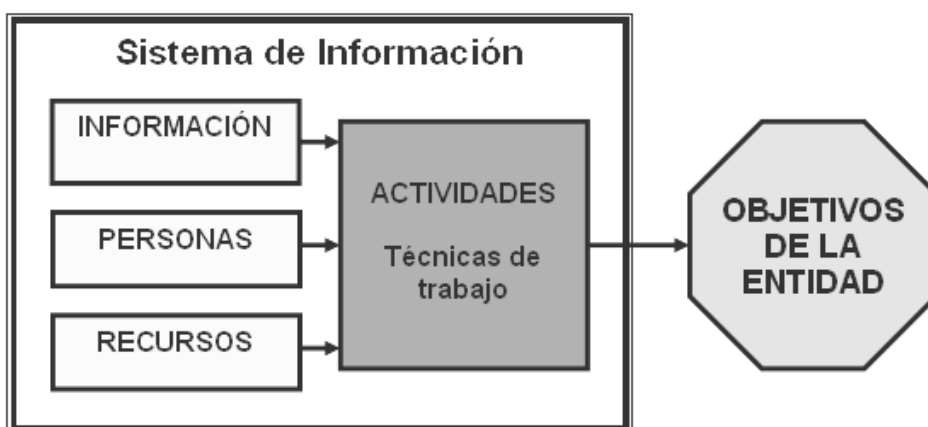 Sistema de Información
INFORMACIÓN
PERSONAS
RECURSOS
ACTIVIDADES
Técnicas de
trabajo
OBJETIVOS
DE LA
ENTIDAD